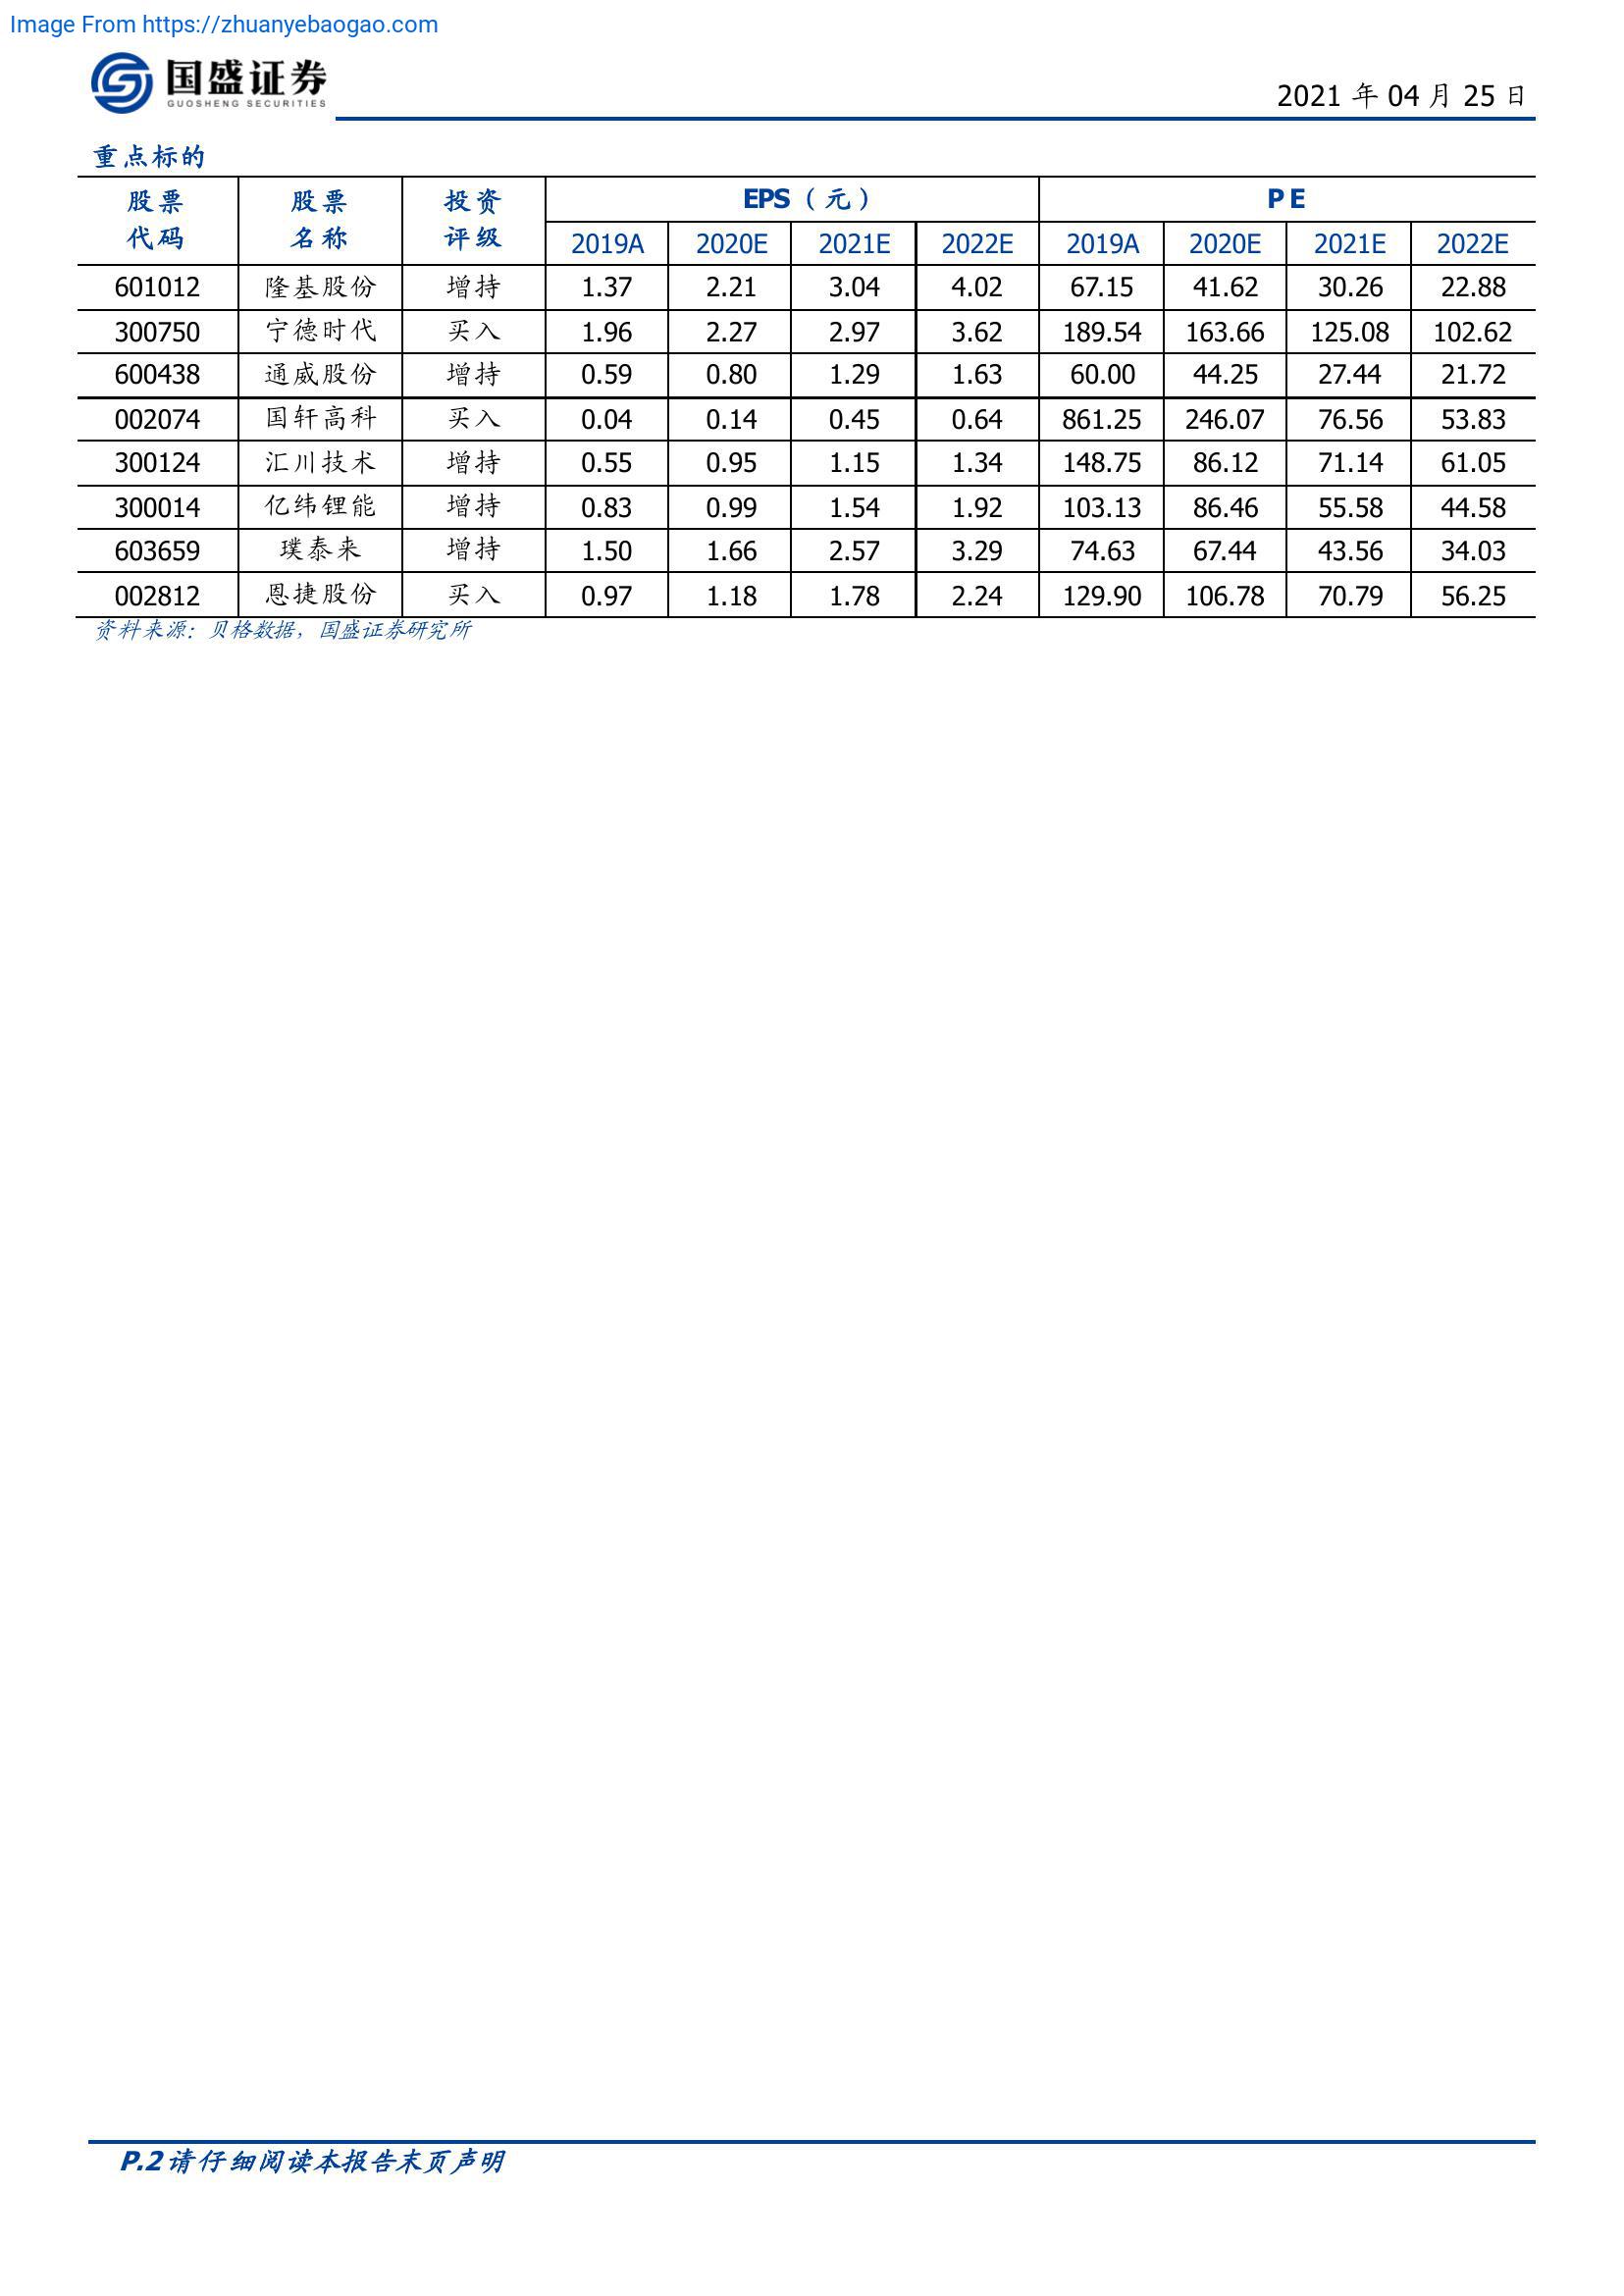 Image From https://zhuanyebaogao.com
国盛证券
GUOSHENG SECURITIES
2021 年 04 月 25 日
重点标的
股票代码 股票名称 投资评级 EPS（元） PE
2019A 2020E 2021E 2022E 2019A 2020E 2021E 2022E
601012 隆基股份 增持 1.37 2.21 3.04 4.02 67.15 41.62 30.26 22.88
300750 宁德时代 买入 1.96 2.27 2.97 3.62 189.54 163.66 125.08 102.62
600438 通威股份 增持 0.59 0.80 1.29 1.63 60.00 44.25 27.44 21.72
002074 国轩高科 买入 0.04 0.14 0.45 0.64 861.25 246.07 76.56 53.83
300124 汇川技术 增持 0.55 0.95 1.15 1.34 148.75 86.12 71.14 61.05
300014 亿纬锂能 增持 0.83 0.99 1.54 1.92 103.13 86.46 55.58 44.58
603659 璞泰来 增持 1.50 1.66 2.57 3.29 74.63 67.44 43.56 34.03
002812 恩捷股份 买入 0.97 1.18 1.78 2.24 129.90 106.78 70.79 56.25
资料来源：贝格数据，国盛证券研究所
P.2 请仔细阅读本报告末页声明